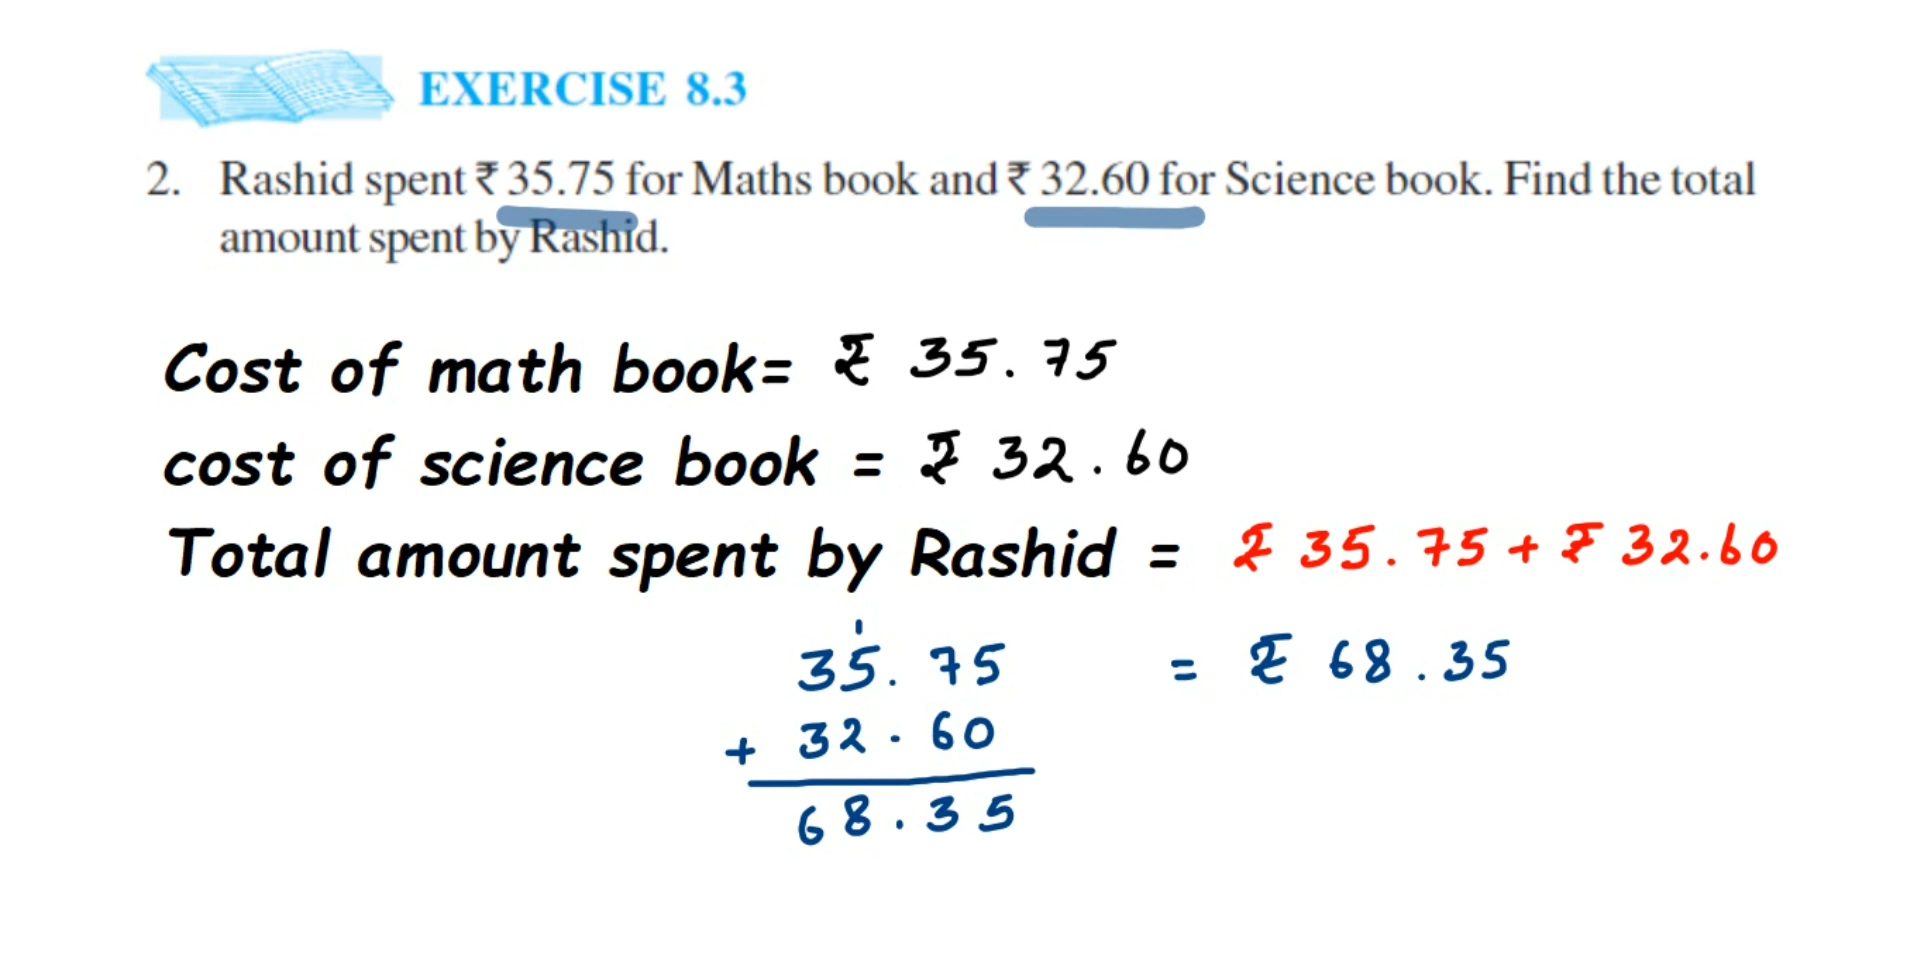 EXERCISE 8.3
2. Rashid spent ₹ 35.75 for Maths book and ₹ 32.60 for Science book. Find the total
amount spent by Rashid.
Cost of math book= ₹ 35.75
cost of science book = ₹ 32.60
Total amount spent by Rashid = ₹ 35.75 + ₹ 32.60
1
35.75 = ₹ 68.35
+ 32.60
68.35